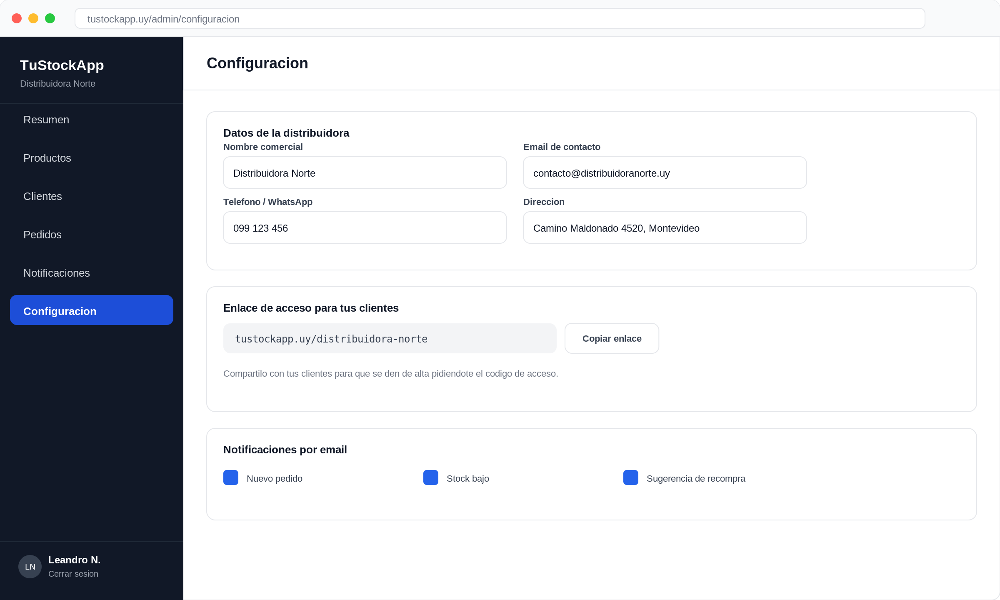 tustockapp.uy/admin/configuracion
TuStockApp
Distribuidora Norte
Resumen
Productos
Clientes
Pedidos
Notificaciones
Configuracion
LN
Leandro N.
Cerrar sesion
Configuracion
Datos de la distribuidora
Nombre comercial
Distribuidora Norte
Email de contacto
contacto@distribuidoranorte.uy
Telefono / WhatsApp
099 123 456
Direccion
Camino Maldonado 4520, Montevideo
Enlace de acceso para tus clientes
tustockapp.uy/distribuidora-norte
Copiar enlace
Compartilo con tus clientes para que se den de alta pidiendote el codigo de acceso.
Notificaciones por email
Nuevo pedido
Stock bajo
Sugerencia de recompra